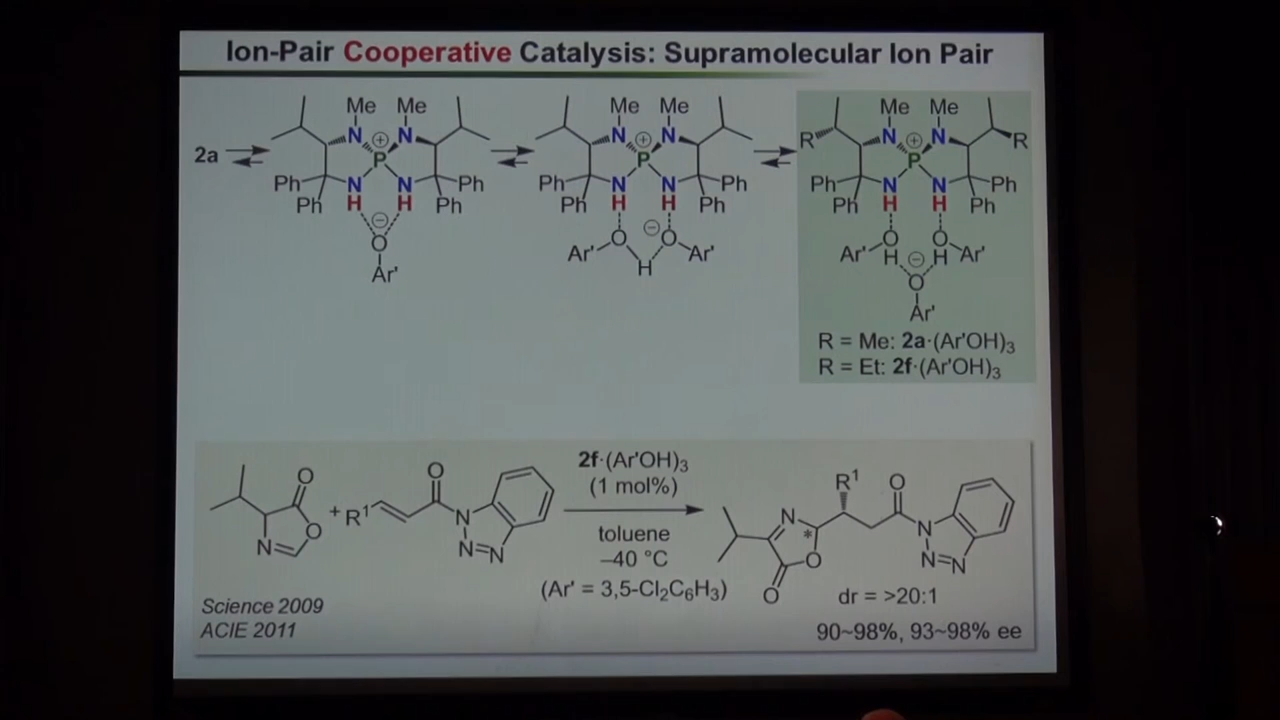 Ion-Pair Cooperative Catalysis: Supramolecular Ion Pair
2a
Me Me
N ⊕ N
P
Ph N N Ph
Ph H H Ph
⊖
O
Ar'
Me Me
N ⊕ N
P
Ph N N Ph
Ph H H Ph
⊖
O O
Ar' Ar'
H
Me Me
R N ⊕ N R
P
Ph N N Ph
Ph H H Ph
O O
Ar' H ⊖ H Ar'
O
Ar'
R = Me: 2a·(Ar'OH)3
R = Et: 2f·(Ar'OH)3
O
O
N
+
R1
O
N
N=N
2f·(Ar'OH)3
(1 mol%)
toluene
–40 °C
(Ar' = 3,5-Cl2C6H3)
R1 O
N
*
O
O
N
N=N
dr = >20:1
90~98%, 93~98% ee
Science 2009
ACIE 2011